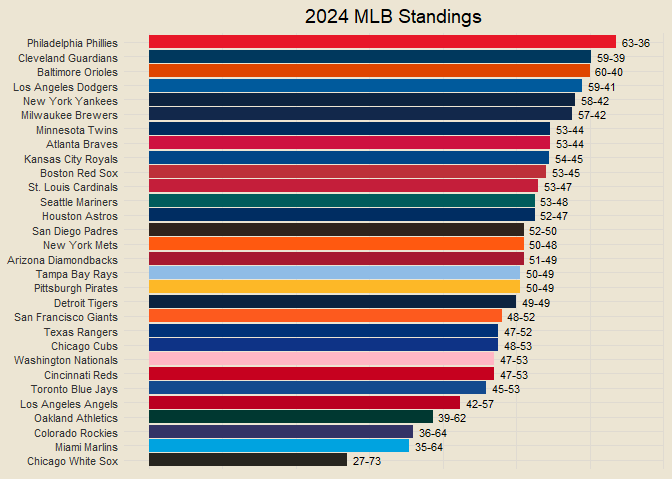 2024 MLB Standings
Philadelphia Phillies 63-36
Cleveland Guardians 59-39
Baltimore Orioles 60-40
Los Angeles Dodgers 59-41
New York Yankees 58-42
Milwaukee Brewers 57-42
Minnesota Twins 53-44
Atlanta Braves 53-44
Kansas City Royals 54-45
Boston Red Sox 53-45
St. Louis Cardinals 53-47
Seattle Mariners 53-48
Houston Astros 52-47
San Diego Padres 52-50
New York Mets 50-48
Arizona Diamondbacks 51-49
Tampa Bay Rays 50-49
Pittsburgh Pirates 50-49
Detroit Tigers 49-49
San Francisco Giants 48-52
Texas Rangers 47-52
Chicago Cubs 48-53
Washington Nationals 47-53
Cincinnati Reds 47-53
Toronto Blue Jays 45-53
Los Angeles Angels 42-57
Oakland Athletics 39-62
Colorado Rockies 36-64
Miami Marlins 35-64
Chicago White Sox 27-73